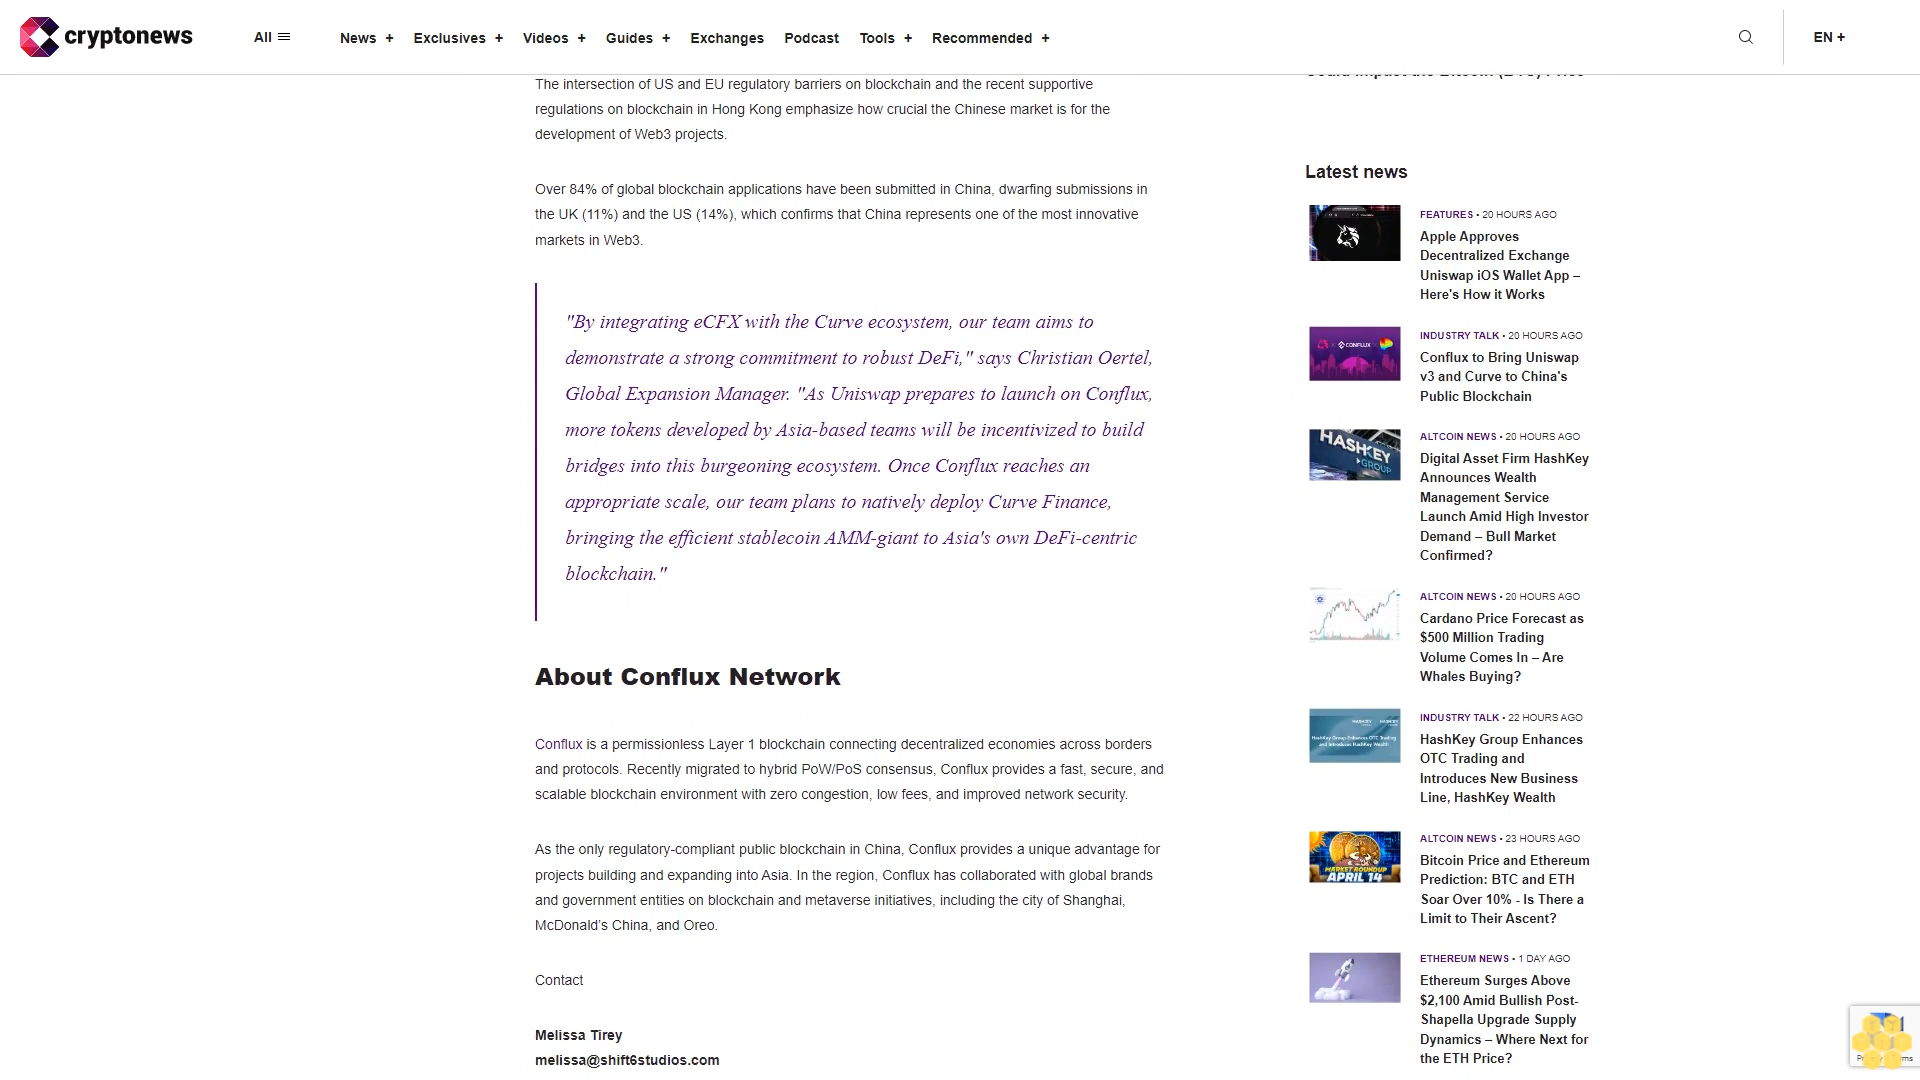 cryptonews
All
News +
Exclusives +
Videos +
Guides +
Exchanges
Podcast
Tools +
Recommended +
EN +
The intersection of US and EU regulatory barriers on blockchain and the recent supportive
regulations on blockchain in Hong Kong emphasize how crucial the Chinese market is for the
development of Web3 projects.
Over 84% of global blockchain applications have been submitted in China, dwarfing submissions in
the UK (11%) and the US (14%), which confirms that China represents one of the most innovative
markets in Web3.
"By integrating eCFX with the Curve ecosystem, our team aims to
demonstrate a strong commitment to robust DeFi," says Christian Oertel,
Global Expansion Manager. "As Uniswap prepares to launch on Conflux,
more tokens developed by Asia-based teams will be incentivized to build
bridges into this burgeoning ecosystem. Once Conflux reaches an
appropriate scale, our team plans to natively deploy Curve Finance,
bringing the efficient stablecoin AMM-giant to Asia's own DeFi-centric
blockchain."
About Conflux Network
Conflux is a permissionless Layer 1 blockchain connecting decentralized economies across borders
and protocols. Recently migrated to hybrid PoW/PoS consensus, Conflux provides a fast, secure, and
scalable blockchain environment with zero congestion, low fees, and improved network security.
As the only regulatory-compliant public blockchain in China, Conflux provides a unique advantage for
projects building and expanding into Asia. In the region, Conflux has collaborated with global brands
and government entities on blockchain and metaverse initiatives, including the city of Shanghai,
McDonald's China, and Oreo.
Contact
Melissa Tirey
melissa@shift6studios.com
Latest news
FEATURES • 20 HOURS AGO
Apple Approves
Decentralized Exchange
Uniswap iOS Wallet App –
Here's How it Works
CONFLUX
INDUSTRY TALK • 20 HOURS AGO
Conflux to Bring Uniswap
v3 and Curve to China's
Public Blockchain
HASHKEY
GROUP
ALTCOIN NEWS • 20 HOURS AGO
Digital Asset Firm HashKey
Announces Wealth
Management Service
Launch Amid High Investor
Demand – Bull Market
Confirmed?
ALTCOIN NEWS • 20 HOURS AGO
Cardano Price Forecast as
$500 Million Trading
Volume Comes In – Are
Whales Buying?
HashKey Group Enhances OTC Trading
and Introduces HashKey Wealth
INDUSTRY TALK • 22 HOURS AGO
HashKey Group Enhances
OTC Trading and
Introduces New Business
Line, HashKey Wealth
MARKET ROUNDUP
APRIL 14
ALTCOIN NEWS • 23 HOURS AGO
Bitcoin Price and Ethereum
Prediction: BTC and ETH
Soar Over 10% - Is There a
Limit to Their Ascent?
ETHEREUM NEWS • 1 DAY AGO
Ethereum Surges Above
$2,100 Amid Bullish Post-
Shapella Upgrade Supply
Dynamics – Where Next for
the ETH Price?